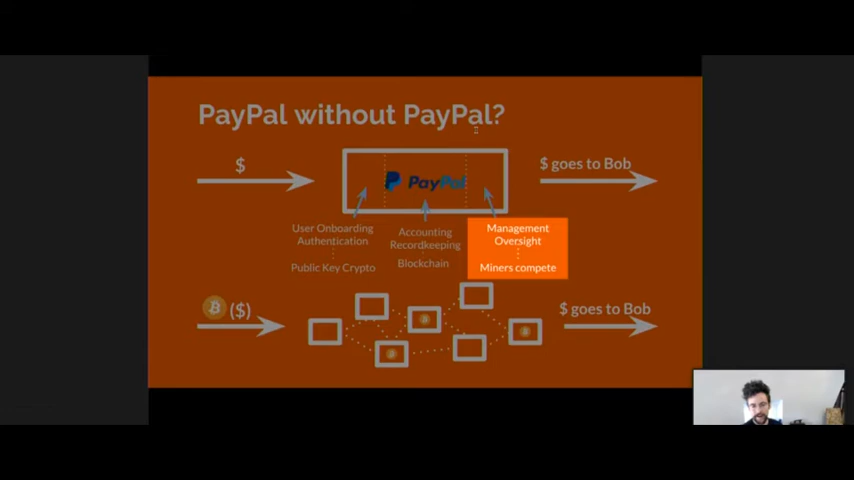 PayPal without PayPal?
$
PayPal
$ goes to Bob
User Onboarding
Authentication
Public Key Crypto
Accounting
Recordkeeping
Blockchain
Management
Oversight
Miners compete
₿ ($)
$ goes to Bob